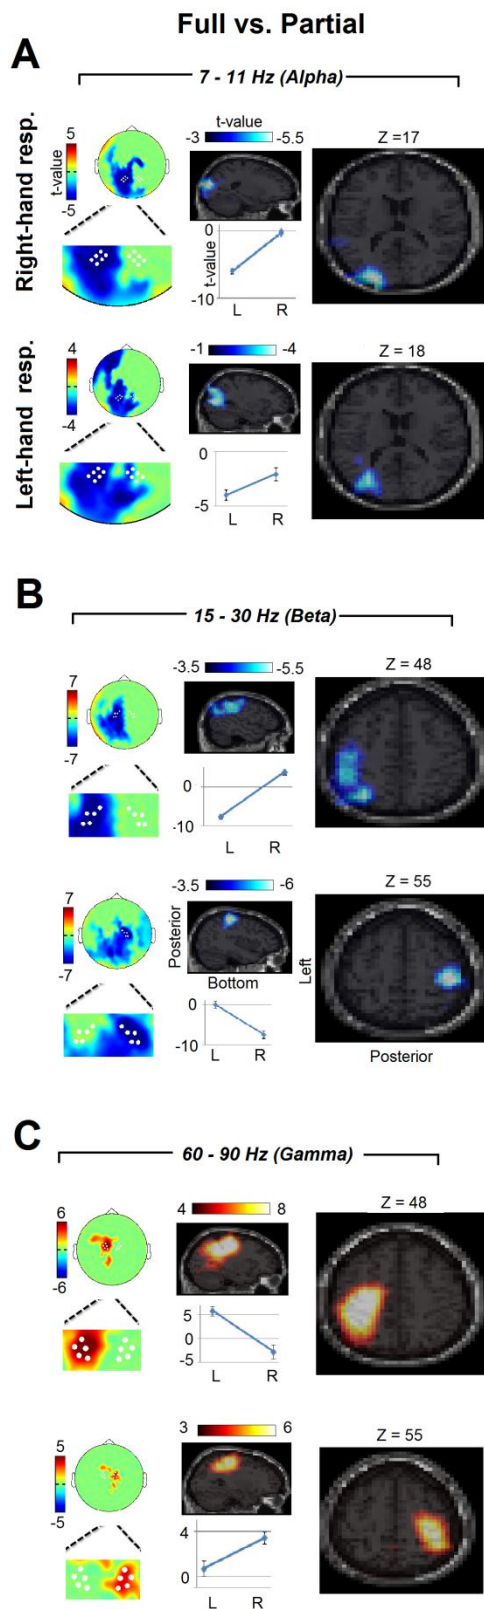 Full vs. Partial
A
7 - 11 Hz (Alpha)
Right-hand resp.
5
t-value
-5
t-value
-3
-5.5
Z =17
0
t-value
-10
L
R
Left-hand resp.
4
-4
-1
-4
Z = 18
0
-5
L
R
B
15 - 30 Hz (Beta)
7
-7
-3.5
-5.5
Z = 48
0
-10
L
R
7
-7
-3.5
-6
Z = 55
Posterior
Bottom
Left
Posterior
0
-10
L
R
C
60 - 90 Hz (Gamma)
6
-6
4
8
Z = 48
5
0
-5
L
R
5
-5
3
6
Z = 55
4
0
L
R